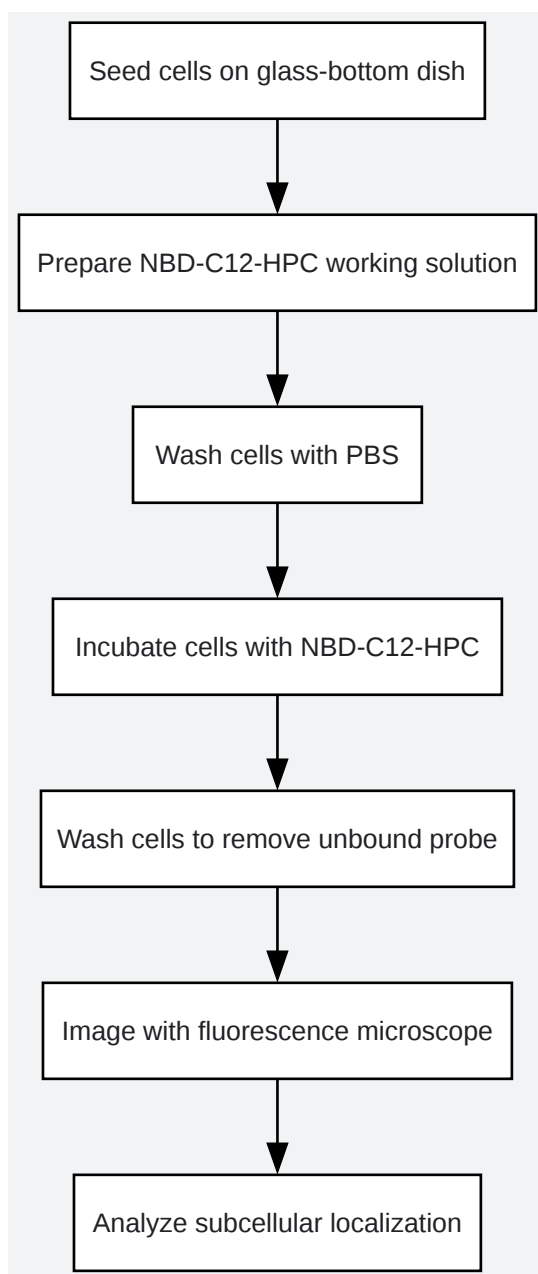 Seed cells on glass-bottom dish
Prepare NBD-C12-HPC working solution
Wash cells with PBS
Incubate cells with NBD-C12-HPC
Wash cells to remove unbound probe
Image with fluorescence microscope
Analyze subcellular localization